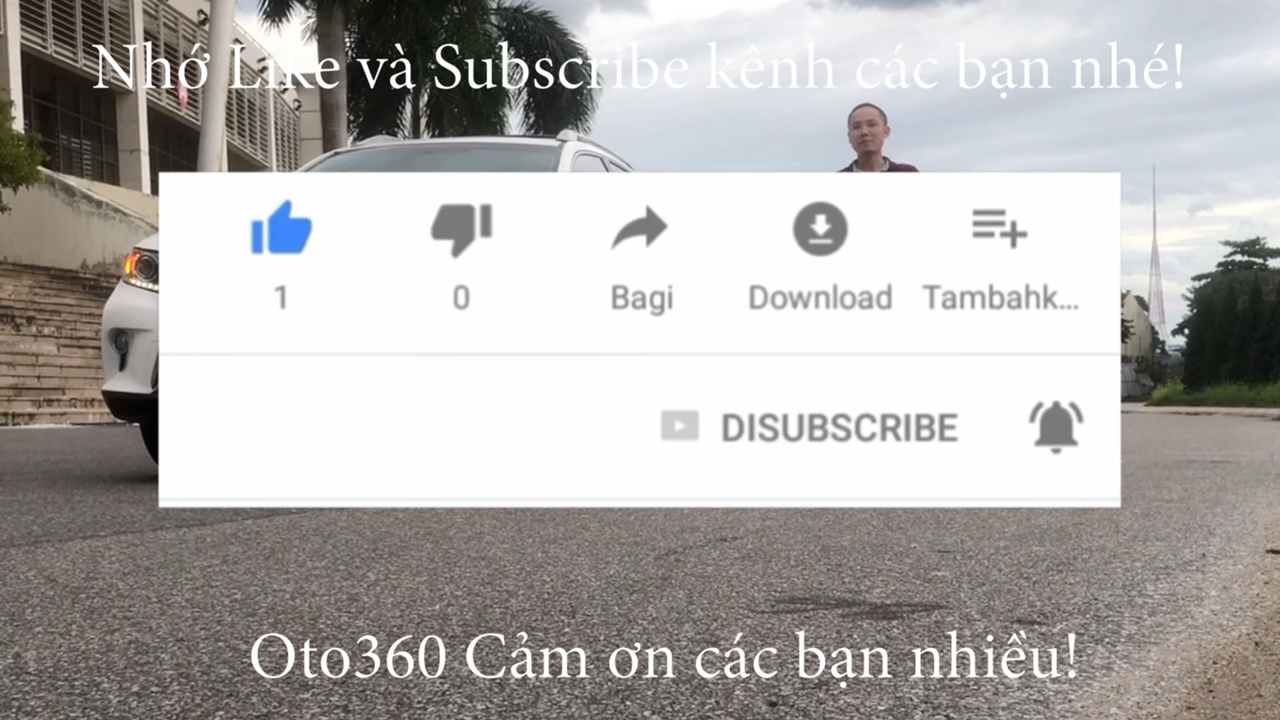 Nhớ Like và Subscribe kênh các bạn nhé!
1 0 Bagi Download Tambahk...
DISUBSCRIBE
Oto360 Cảm ơn các bạn nhiều!